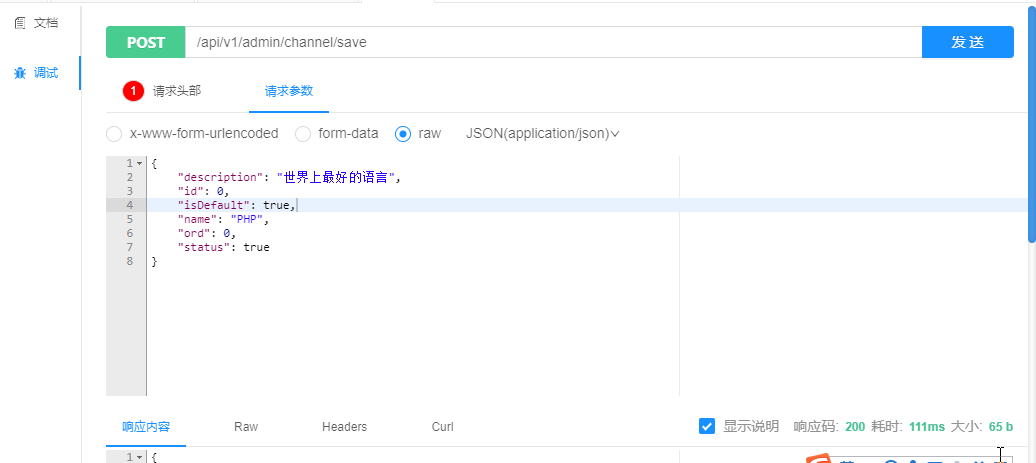 文档
POST /api/v1/admin/channel/save 发 送
调试
1 请求头部 请求参数
x-www-form-urlencoded form-data raw JSON(application/json)
1 {
2 "description": "世界上最好的语言",
3 "id": 0,
4 "isDefault": true,
5 "name": "PHP",
6 "ord": 0,
7 "status": true
8 }
响应内容 Raw Headers Curl 显示说明 响应码: 200 耗时: 111ms 大小: 65 b
1 {